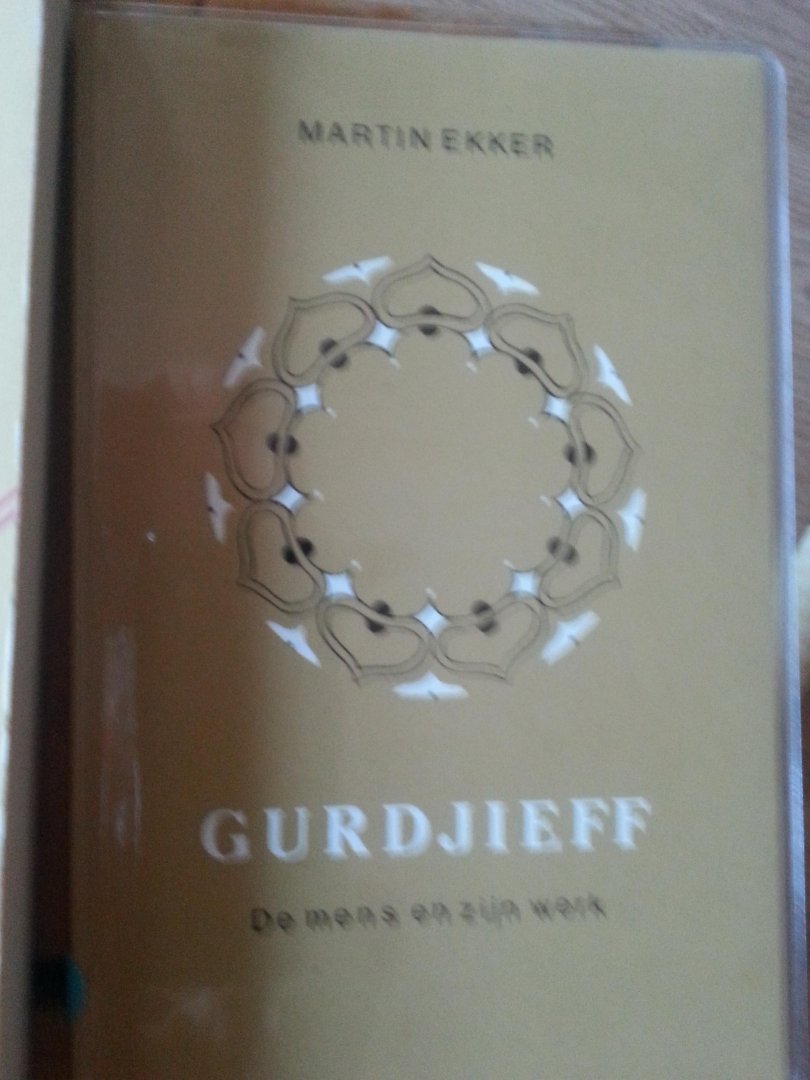 MARTIN EKKER
GURDJIEFF
De mens en zijn werk